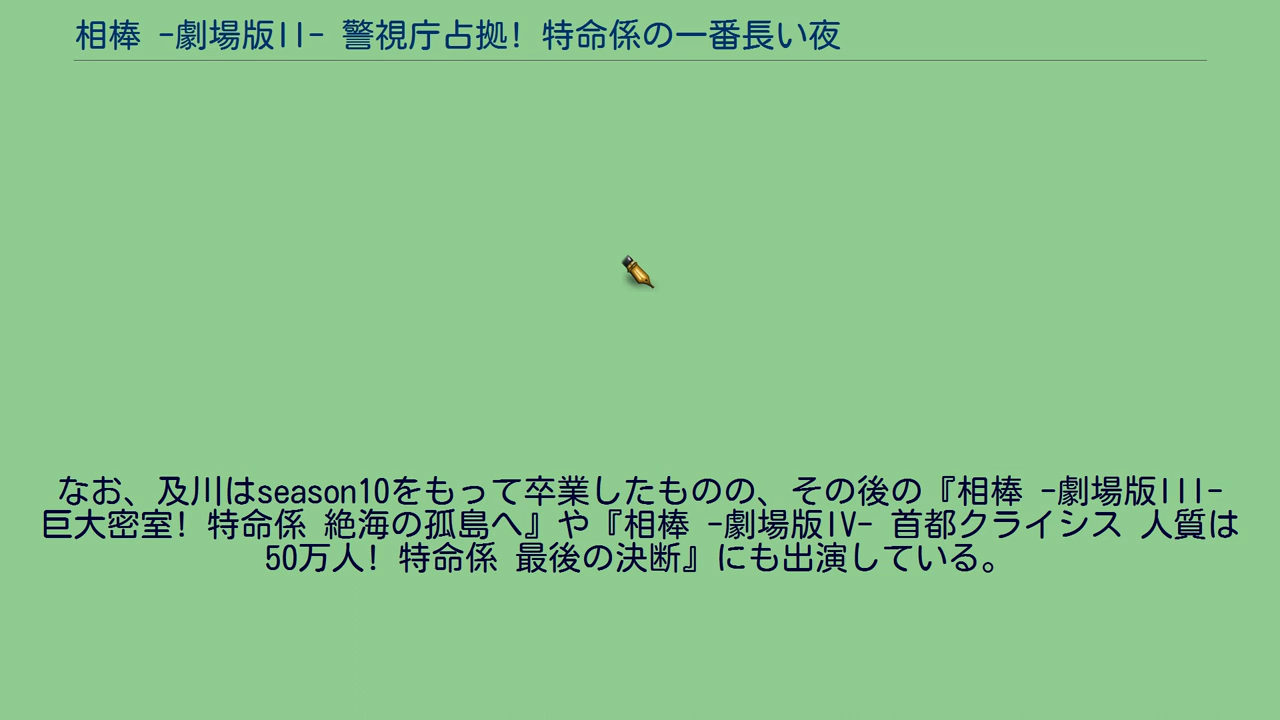 相棒 -劇場版II- 警視庁占拠! 特命係の一番長い夜
なお、及川はseason10をもって卒業したものの、その後の『相棒 -劇場版III-
巨大密室! 特命係 絶海の孤島へ』や『相棒 -劇場版IV- 首都クライシス 人質は
50万人! 特命係 最後の決断』にも出演している。